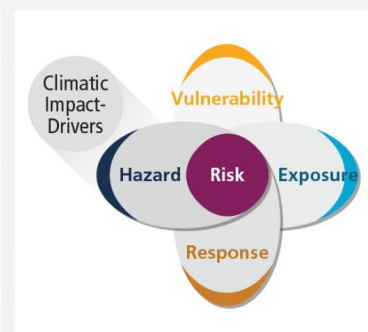 Climatic
Impact-
Drivers
Vulnerability
Hazard
Risk
Exposure
Response